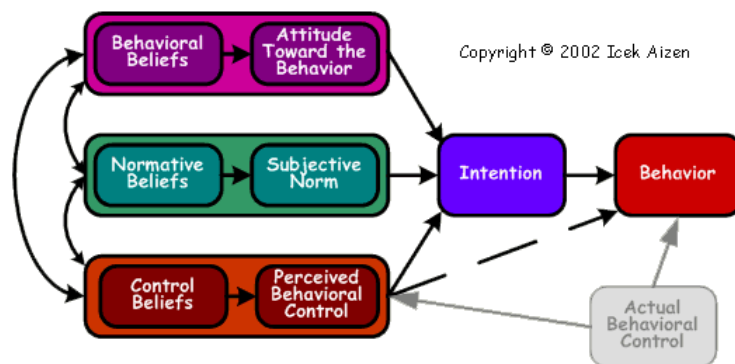 Behavioral
Beliefs
Attitude
Toward the
Behavior
Copyright © 2002 Icek Aizen
Normative
Beliefs
Subjective
Norm
Intention
Behavior
Control
Beliefs
Perceived
Behavioral
Control
Actual
Behavioral
Control